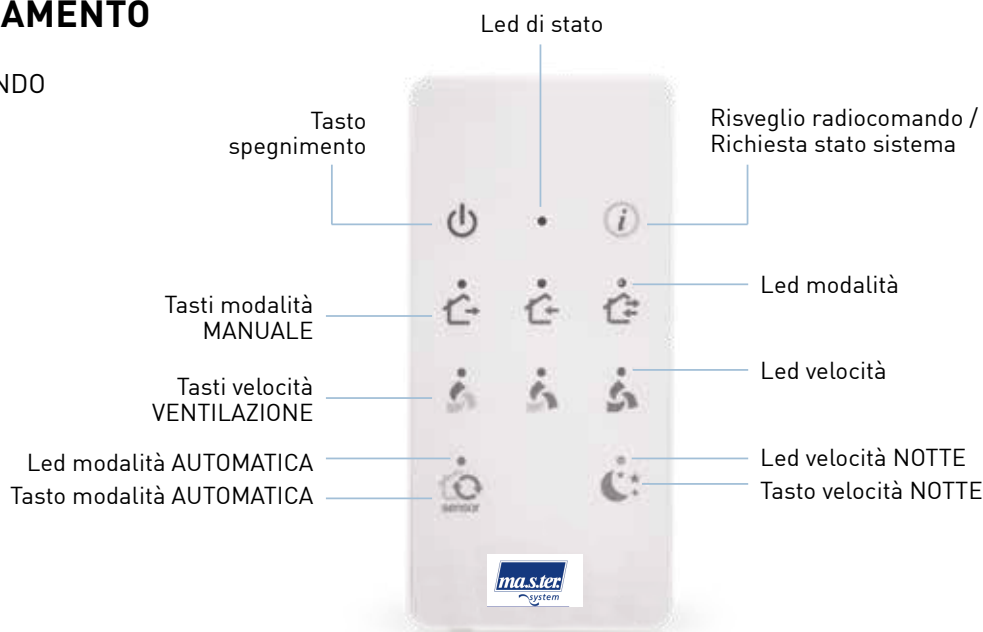 AMENTO
NDO
Led di stato
Tasto
spegnimento
Risveglio radiocomando /
Richiesta stato sistema
i
Tasti modalità
MANUALE
Led modalità
Tasti velocità
VENTILAZIONE
Led velocità
Led modalità AUTOMATICA
Tasto modalità AUTOMATICA
sensor
Led velocità NOTTE
Tasto velocità NOTTE
ma.s.ter.
system